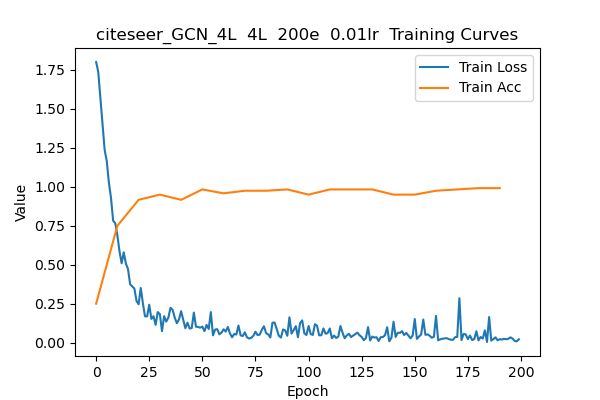 citeseer_GCN_4L  4L  200e  0.01lr  Training Curves
Train Loss
Train Acc
Value
1.75
1.50
1.25
1.00
0.75
0.50
0.25
0.00
0 25 50 75 100 125 150 175 200
Epoch